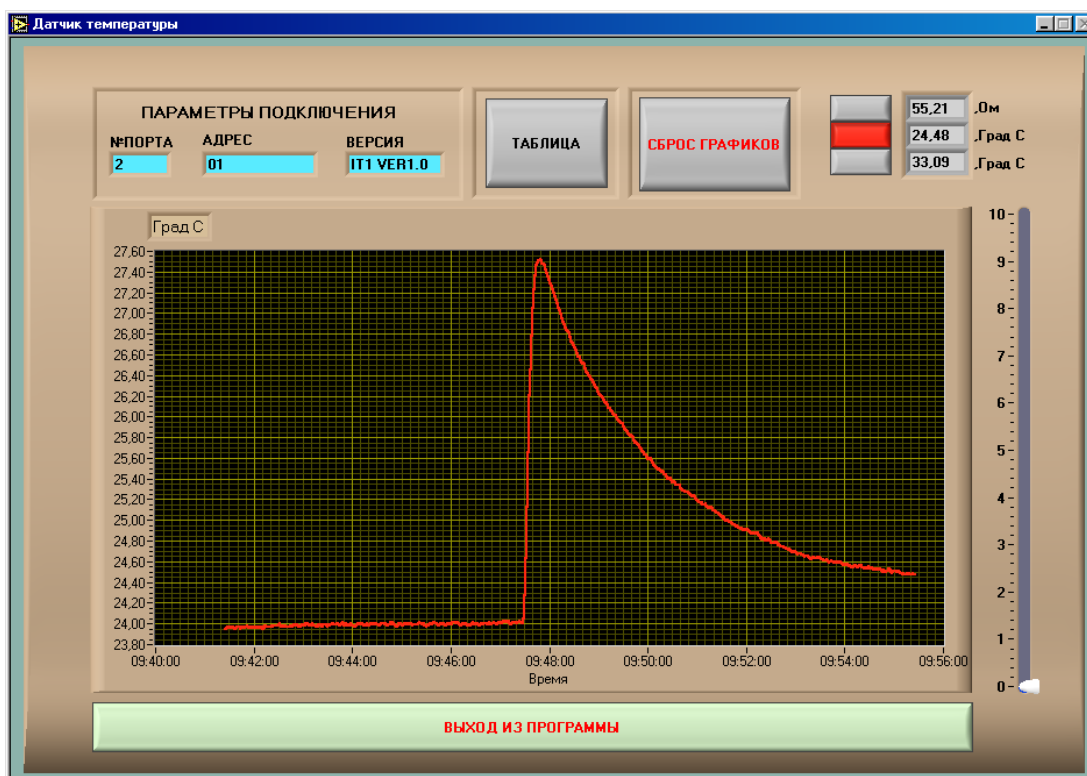 Датчик температуры
ПАРАМЕТРЫ ПОДКЛЮЧЕНИЯ
№ПОРТА АДРЕС ВЕРСИЯ
2 01 IT1 VER1.0
ТАБЛИЦА
СБРОС ГРАФИКОВ
55,21 ,Ом
24,48 ,Град С
33,09 ,Град С
Град С
27,60
27,40
27,20
27,00
26,80
26,60
26,40
26,20
26,00
25,80
25,60
25,40
25,20
25,00
24,80
24,60
24,40
24,20
24,00
23,80
09:40:00 09:42:00 09:44:00 09:46:00 09:48:00 09:50:00 09:52:00 09:54:00 09:56:00
Время
10
9
8
7
6
5
4
3
2
1
0
ВЫХОД ИЗ ПРОГРАММЫ